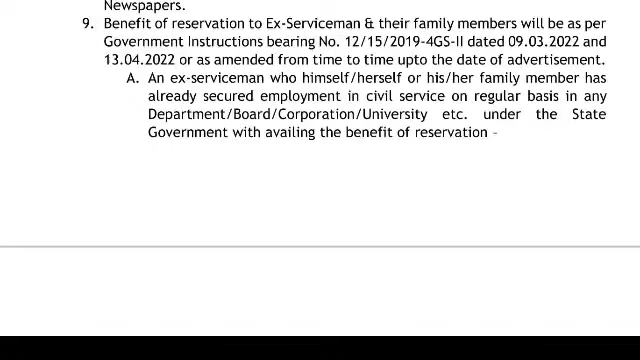 Newspapers.
9. Benefit of reservation to Ex-Serviceman & their family members will be as per
Government Instructions bearing No. 12/15/2019-4GS-II dated 09.03.2022 and
13.04.2022 or as amended from time to time upto the date of advertisement.
A. An ex-serviceman who himself/herself or his/her family member has
already secured employment in civil service on regular basis in any
Department/Board/Corporation/University etc. under the State
Government with availing the benefit of reservation –